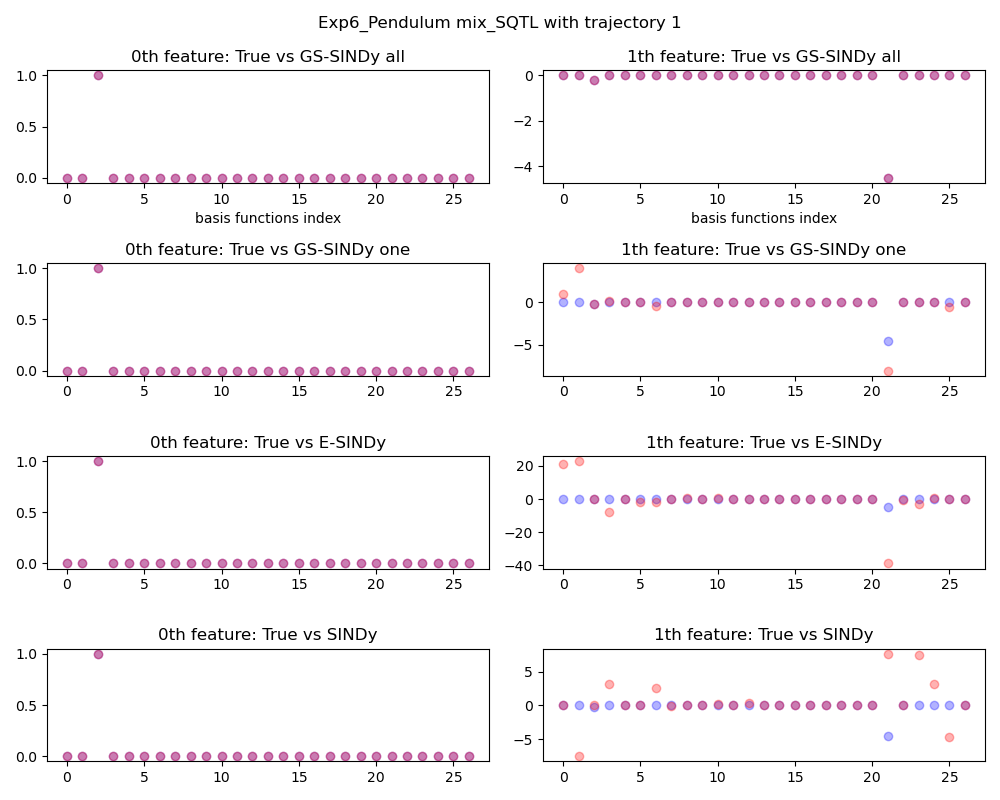 Exp6_Pendulum mix_SQTL with trajectory 1
0th feature: True vs GS-SINDy all
1.0
0.5
0.0
0 5 10 15 20 25
basis functions index
1th feature: True vs GS-SINDy all
0
−2
−4
0 5 10 15 20 25
basis functions index
0th feature: True vs GS-SINDy one
1.0
0.5
0.0
0 5 10 15 20 25
1th feature: True vs GS-SINDy one
0
−5
0 5 10 15 20 25
0th feature: True vs E-SINDy
1.0
0.5
0.0
0 5 10 15 20 25
1th feature: True vs E-SINDy
20
0
−20
−40
0 5 10 15 20 25
0th feature: True vs SINDy
1.0
0.5
0.0
0 5 10 15 20 25
1th feature: True vs SINDy
5
0
−5
0 5 10 15 20 25